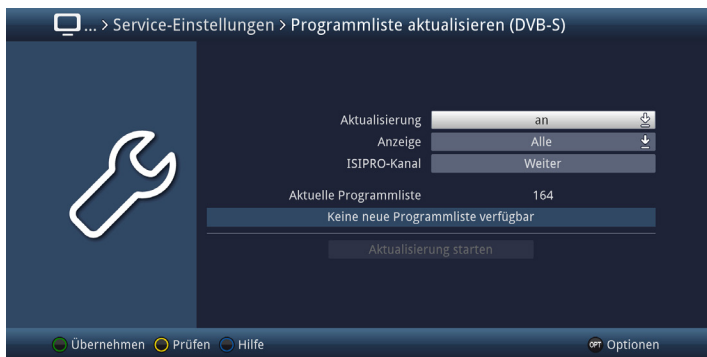 ... > Service-Einstellungen > Programmliste aktualisieren (DVB-S)
Aktualisierung an
Anzeige Alle
ISIPRO-Kanal Weiter
Aktuelle Programmliste 164
Keine neue Programmliste verfügbar
Aktualisierung starten
Übernehmen Prüfen Hilfe OPT Optionen